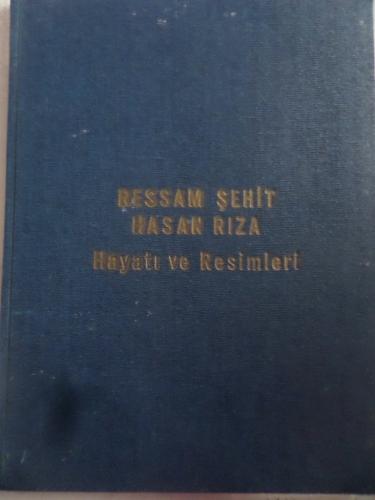 RESSAM ŞEHİT
HASAN RIZA
Hayatı ve Resimleri